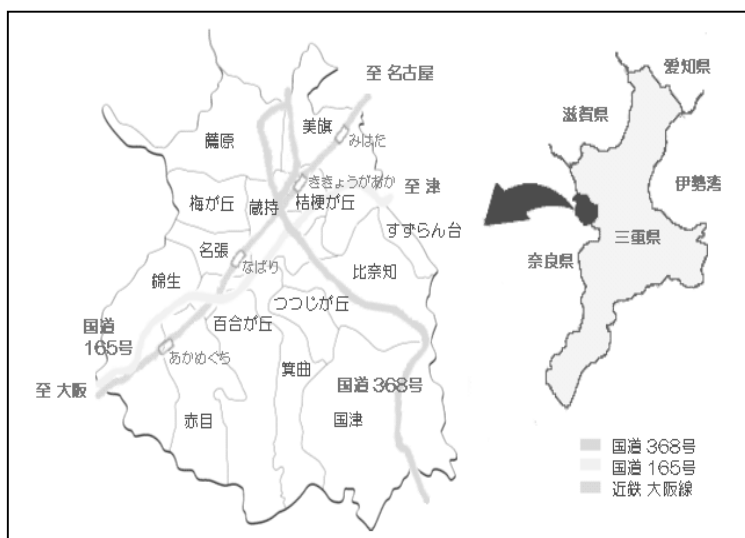 至 名古屋
美旗
薦原
みはた
ききょうがおか
至 津
梅が丘
蔵持
桔梗が丘
すずらん台
名張
なばり
比奈知
錦生
つつじが丘
国道
165号
百合が丘
あかめぐち
箕曲
国道 368号
至 大阪
赤目
国津
愛知県
滋賀県
伊勢湾
三重県
奈良県
国道 368号
国道 165号
近鉄 大阪線